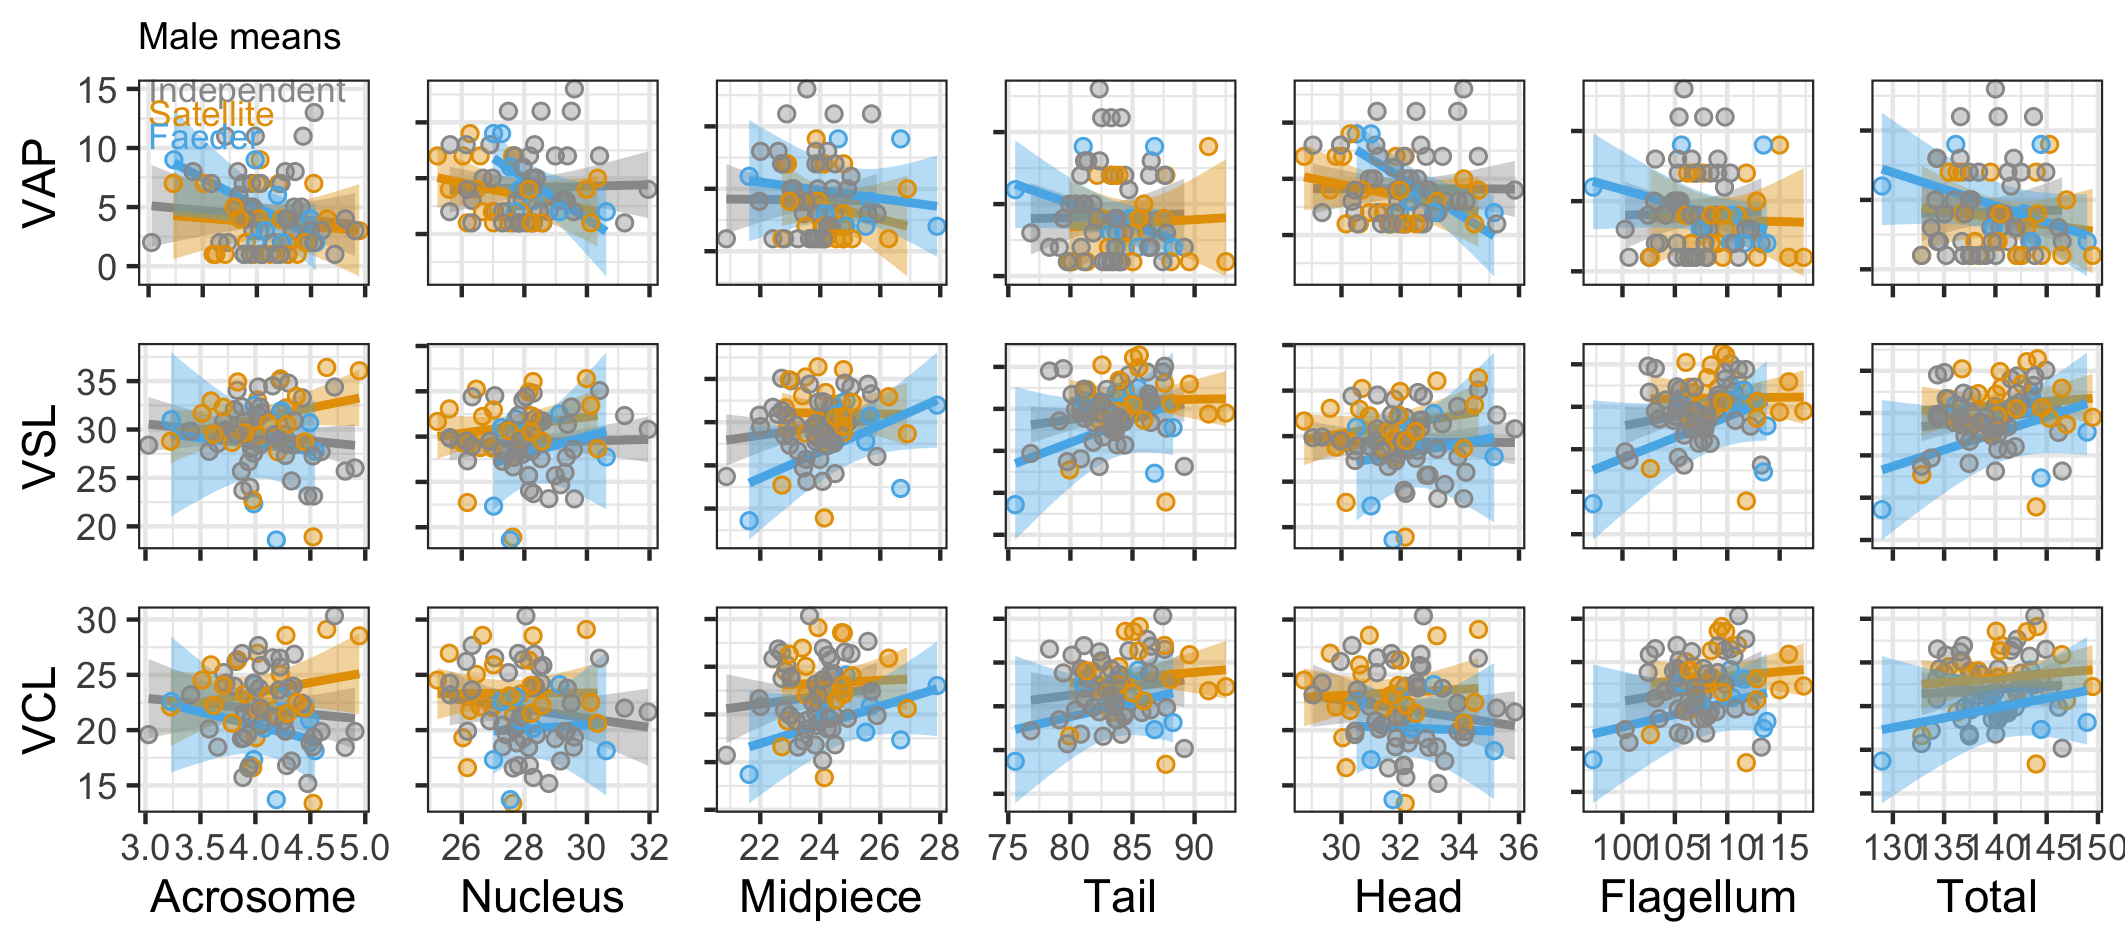 Male means
VAP
15
10
5
0
Independent
Satellite
Faeder
VSL
35
30
25
20
VCL
30
25
20
15
3.0 3.5 4.0 4.5 5.0
26 28 30 32
22 24 26 28
75 80 85 90
30 32 34 36
100 105 110 115
130 135 140 145 150
Acrosome
Nucleus
Midpiece
Tail
Head
Flagellum
Total